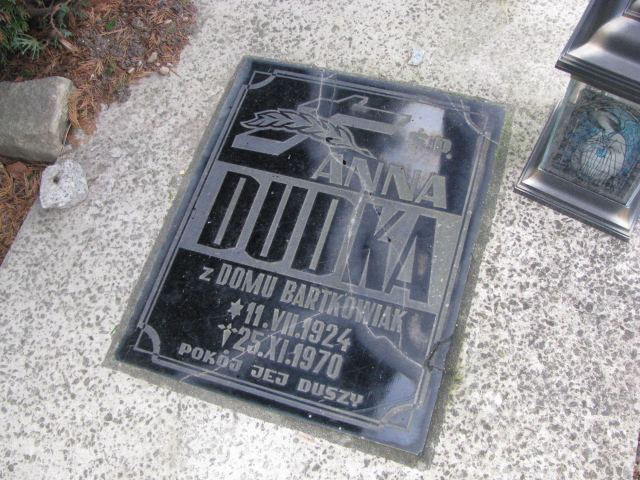 Ś.P.
ANNA
DUDKA
z DOMU BARTKOWIAK
* 11.VII.1924
† 25.XI.1970
POKÓJ JEJ DUSZY